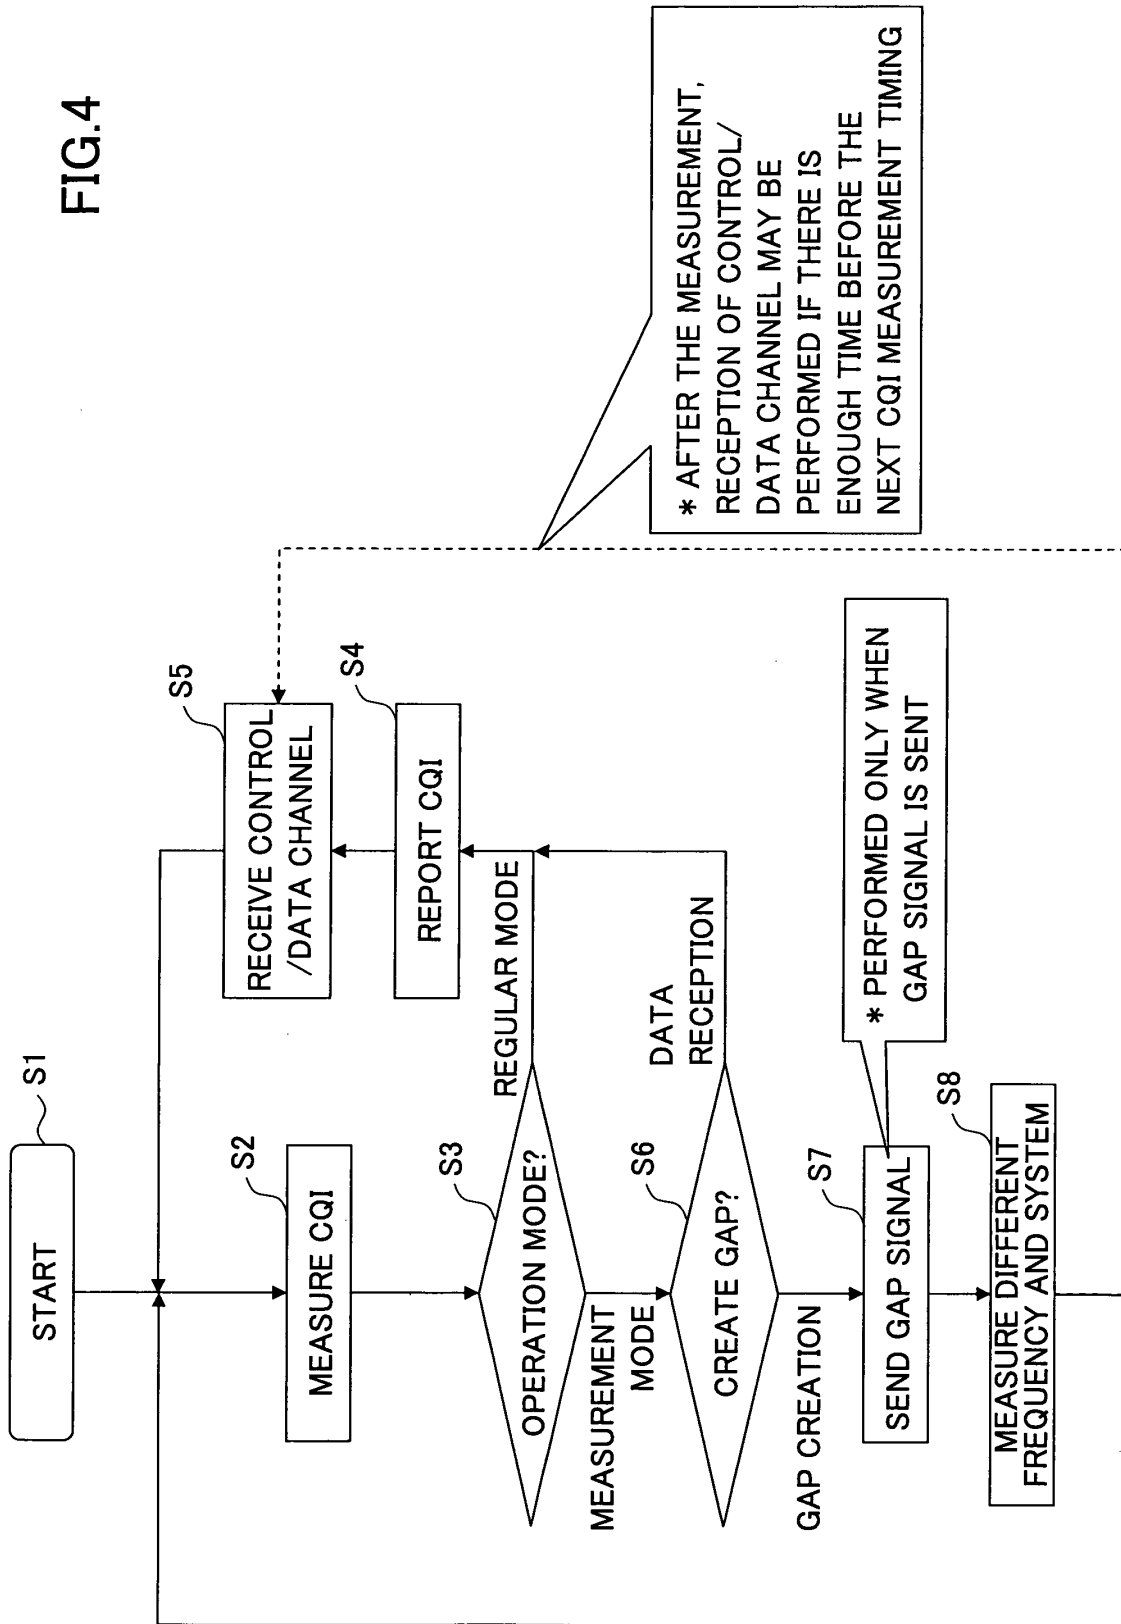 FIG.4
START
S1
MEASURE CQI
S2
OPERATION MODE?
S3
REGULAR MODE
MEASUREMENT
MODE
REPORT CQI
S4
RECEIVE CONTROL
/DATA CHANNEL
S5
CREATE GAP?
S6
DATA
RECEPTION
GAP CREATION
SEND GAP SIGNAL
S7
* PERFORMED ONLY WHEN
GAP SIGNAL IS SENT
MEASURE DIFFERENT
FREQUENCY AND SYSTEM
S8
* AFTER THE MEASUREMENT,
RECEPTION OF CONTROL/
DATA CHANNEL MAY BE
PERFORMED IF THERE IS
ENOUGH TIME BEFORE THE
NEXT CQI MEASUREMENT TIMING